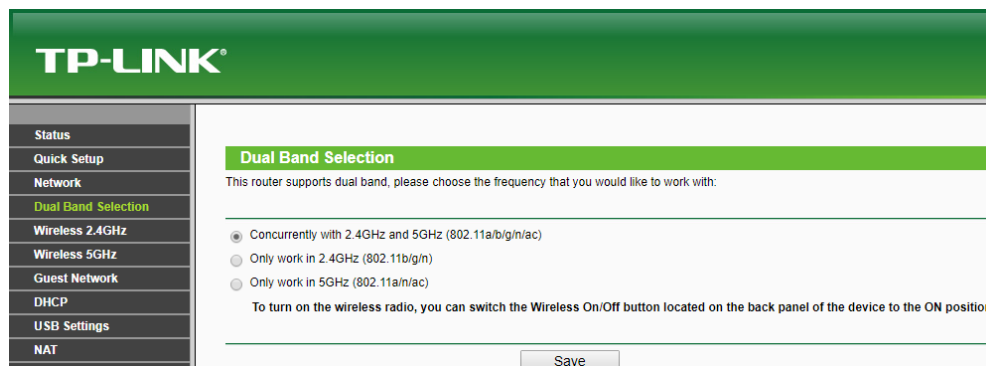 TP-LINK®
Status
Quick Setup
Network
Dual Band Selection
Wireless 2.4GHz
Wireless 5GHz
Guest Network
DHCP
USB Settings
NAT
Dual Band Selection
This router supports dual band, please choose the frequency that you would like to work with:
Concurrently with 2.4GHz and 5GHz (802.11a/b/g/n/ac)
Only work in 2.4GHz (802.11b/g/n)
Only work in 5GHz (802.11a/n/ac)
To turn on the wireless radio, you can switch the Wireless On/Off button located on the back panel of the device to the ON positio
Save